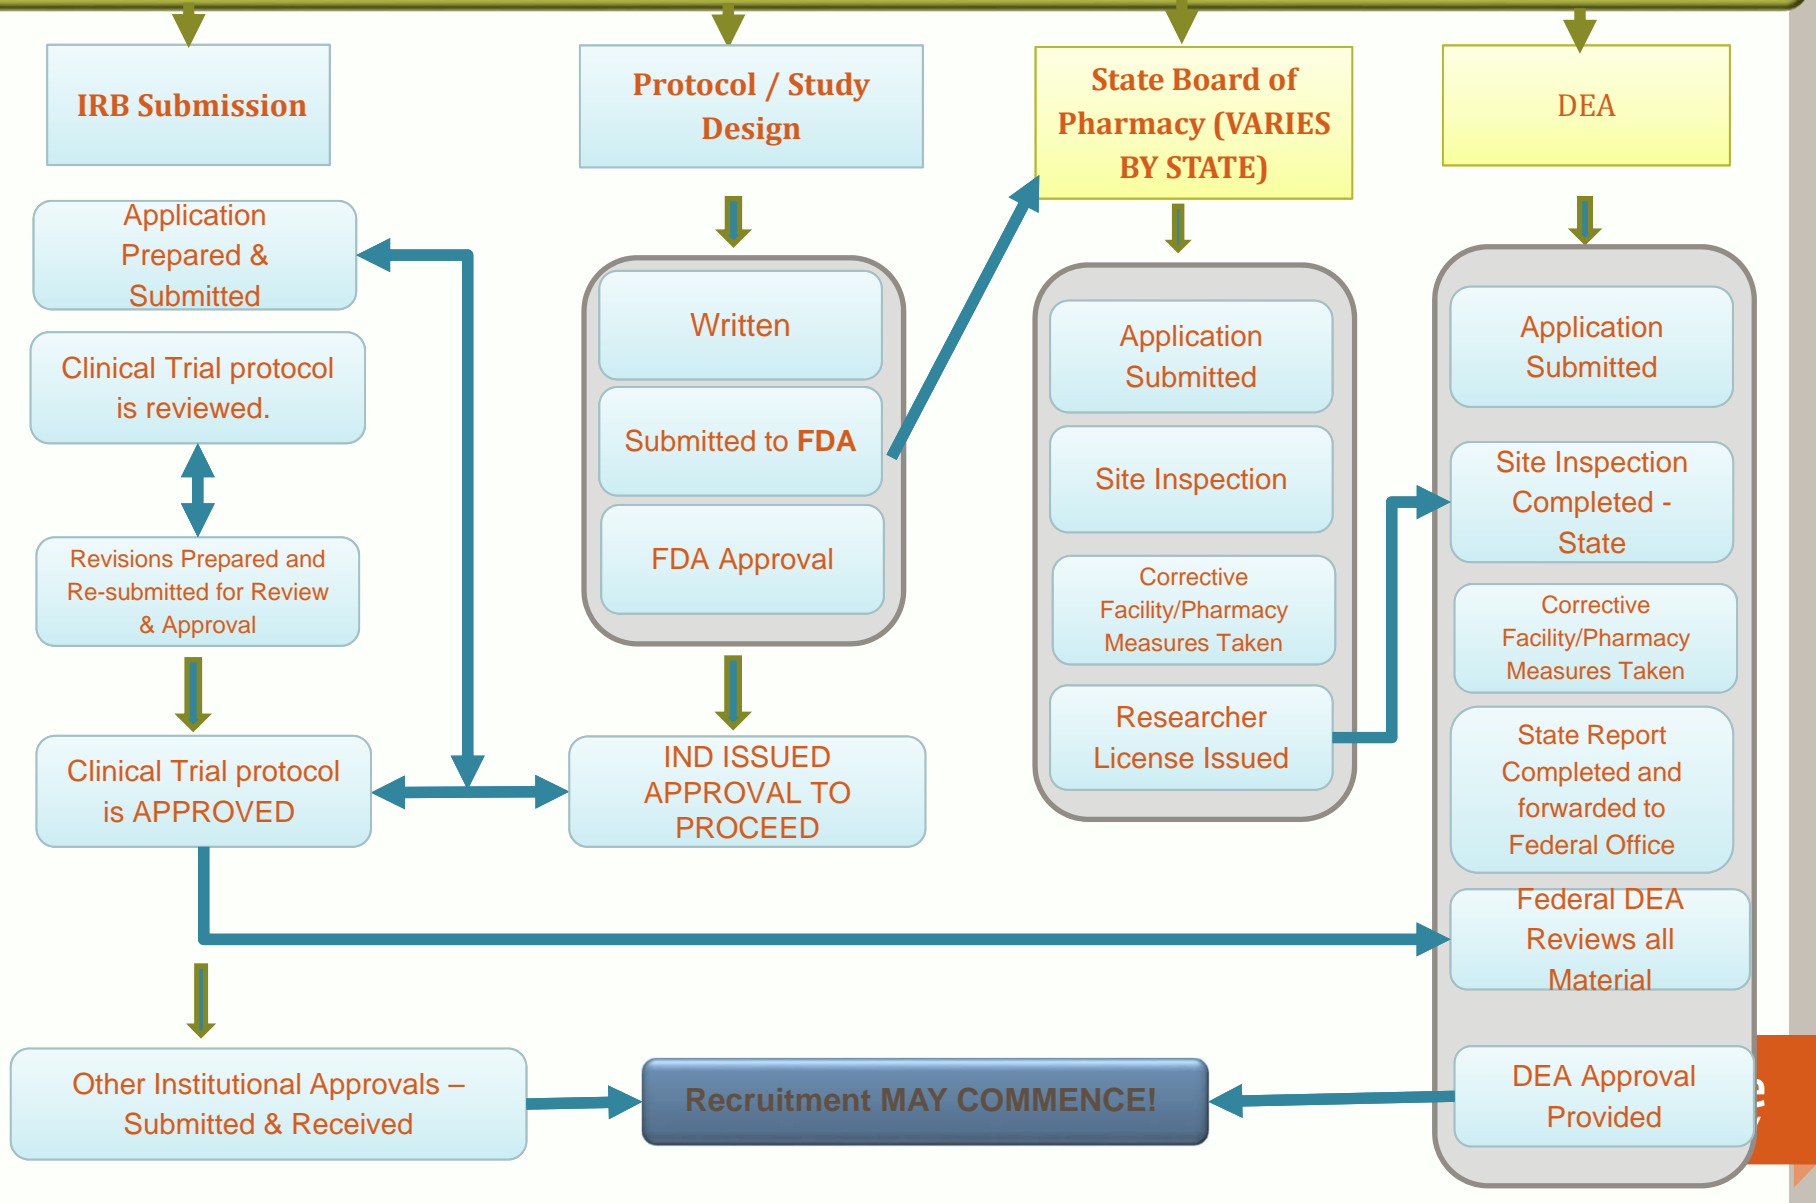 IRB Submission
Application
Prepared &
Submitted
Clinical Trial protocol
is reviewed.
Revisions Prepared and
Re-submitted for Review
& Approval
Clinical Trial protocol
is APPROVED
Other Institutional Approvals –
Submitted & Received
Protocol / Study
Design
Written
Submitted to FDA
FDA Approval
IND ISSUED
APPROVAL TO
PROCEED
State Board of
Pharmacy (VARIES
BY STATE)
Application
Submitted
Site Inspection
Corrective
Facility/Pharmacy
Measures Taken
Researcher
License Issued
DEA
Application
Submitted
Site Inspection
Completed -
State
Corrective
Facility/Pharmacy
Measures Taken
State Report
Completed and
forwarded to
Federal Office
Federal DEA
Reviews all
Material
DEA Approval
Provided
Recruitment MAY COMMENCE!